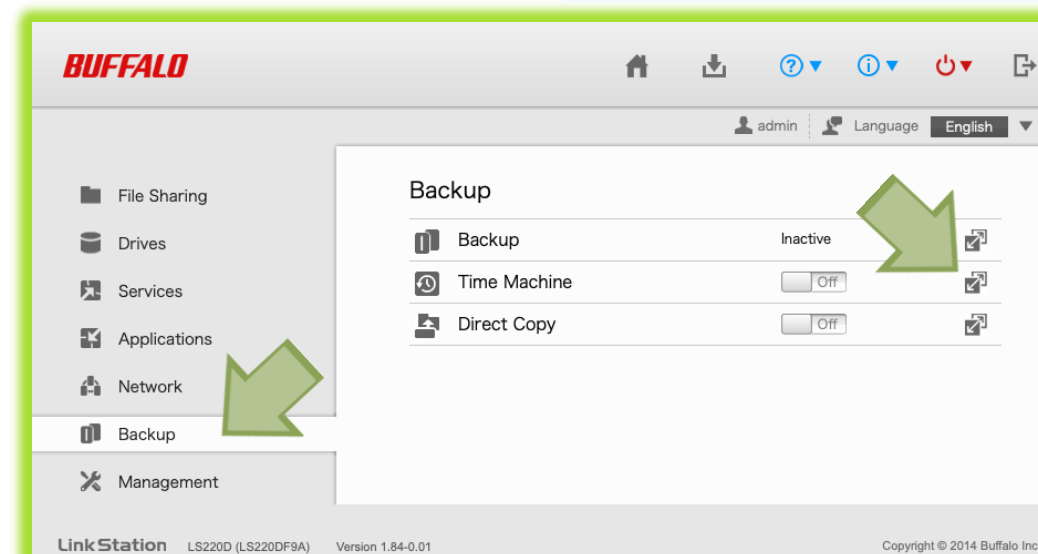 BUFFALO
admin Language English
File Sharing
Drives
Services
Applications
Network
Backup
Management
Backup
Backup Inactive
Time Machine Off
Direct Copy Off
LinkStation LS220D (LS220DF9A) Version 1.84-0.01 Copyright © 2014 Buffalo Inc